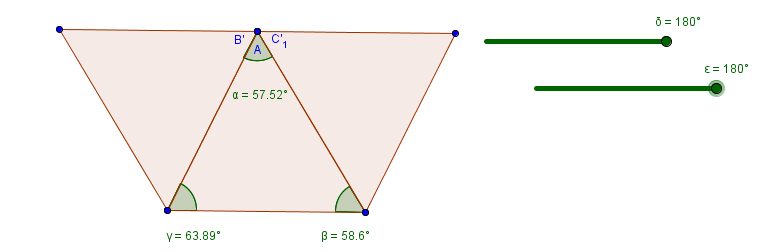 δ = 180°
B' A C'₁
ε = 180°
α = 57.52°
γ = 63.89°
β = 58.6°